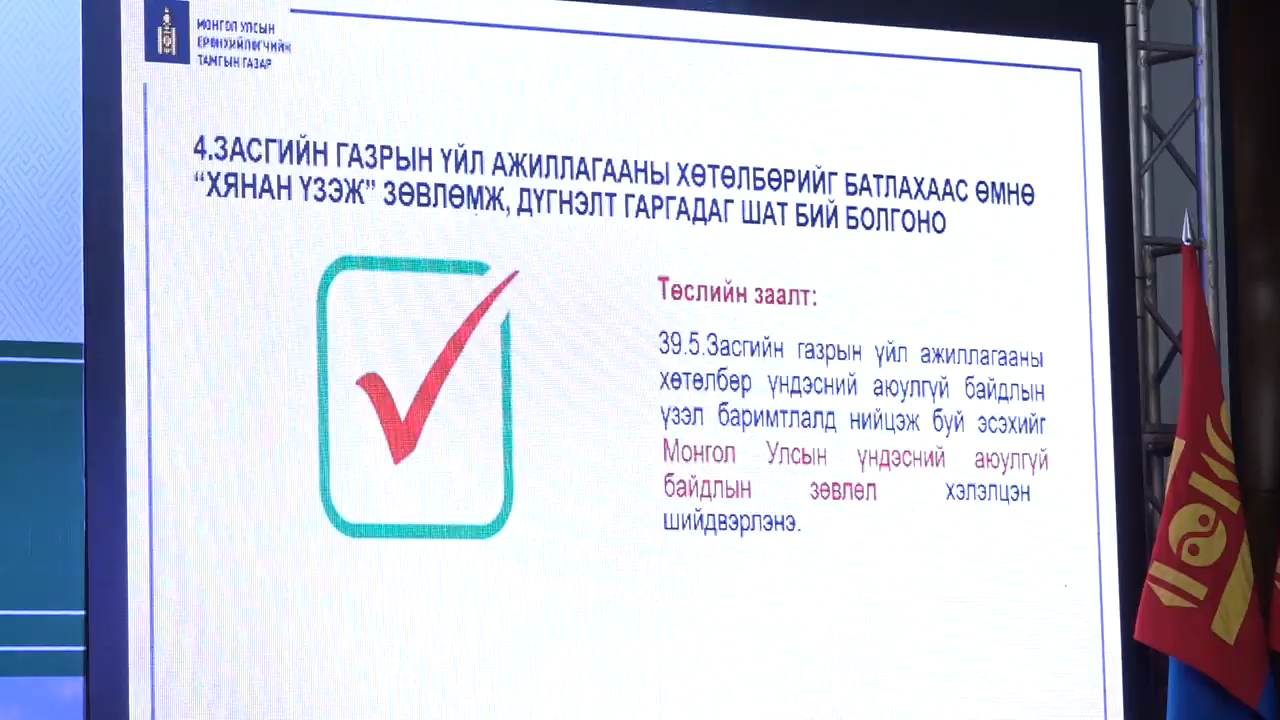 МОНГОЛ УЛСЫН
ЕРӨНХИЙЛӨГЧИЙН
ТАМГЫН ГАЗАР
4.ЗАСГИЙН ГАЗРЫН ҮЙЛ АЖИЛЛАГААНЫ ХӨТӨЛБӨРИЙГ БАТЛАХААС ӨМНӨ
“ХЯНАН ҮЗЭЖ” ЗӨВЛӨМЖ, ДҮГНЭЛТ ГАРГАДАГ ШАТ БИЙ БОЛГОНО
Төслийн заалт:
39.5.Засгийн газрын үйл ажиллагааны
хөтөлбөр үндэсний аюулгүй байдлын
үзэл баримтлалд нийцэж буй эсэхийг
Монгол Улсын үндэсний аюулгүй
байдлын зөвлөл хэлэлцэн
шийдвэрлэнэ.